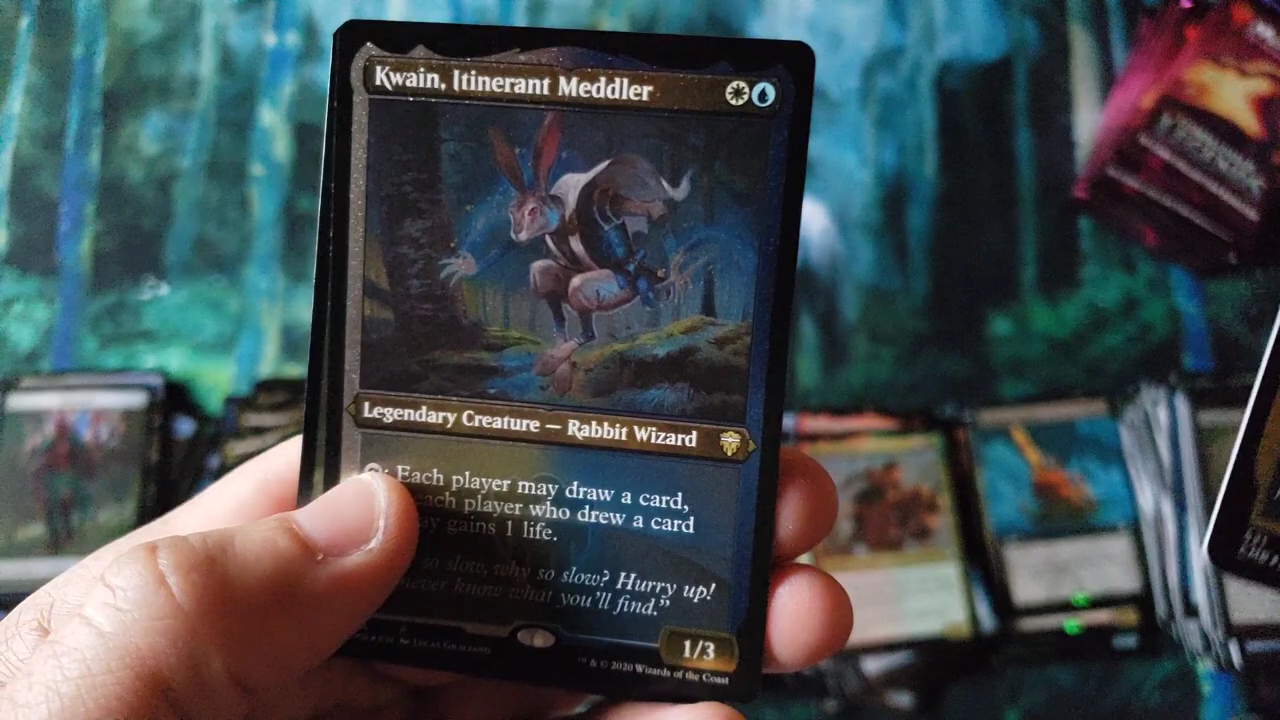 Kwain, Itinerant Meddler
Legendary Creature — Rabbit Wizard
: Each player may draw a card,
each player who drew a card
gains 1 life.
so slow, why so slow? Hurry up!
never know what you'll find."
1/3
Lucas Graciano
™ & © 2020 Wizards of the Coast